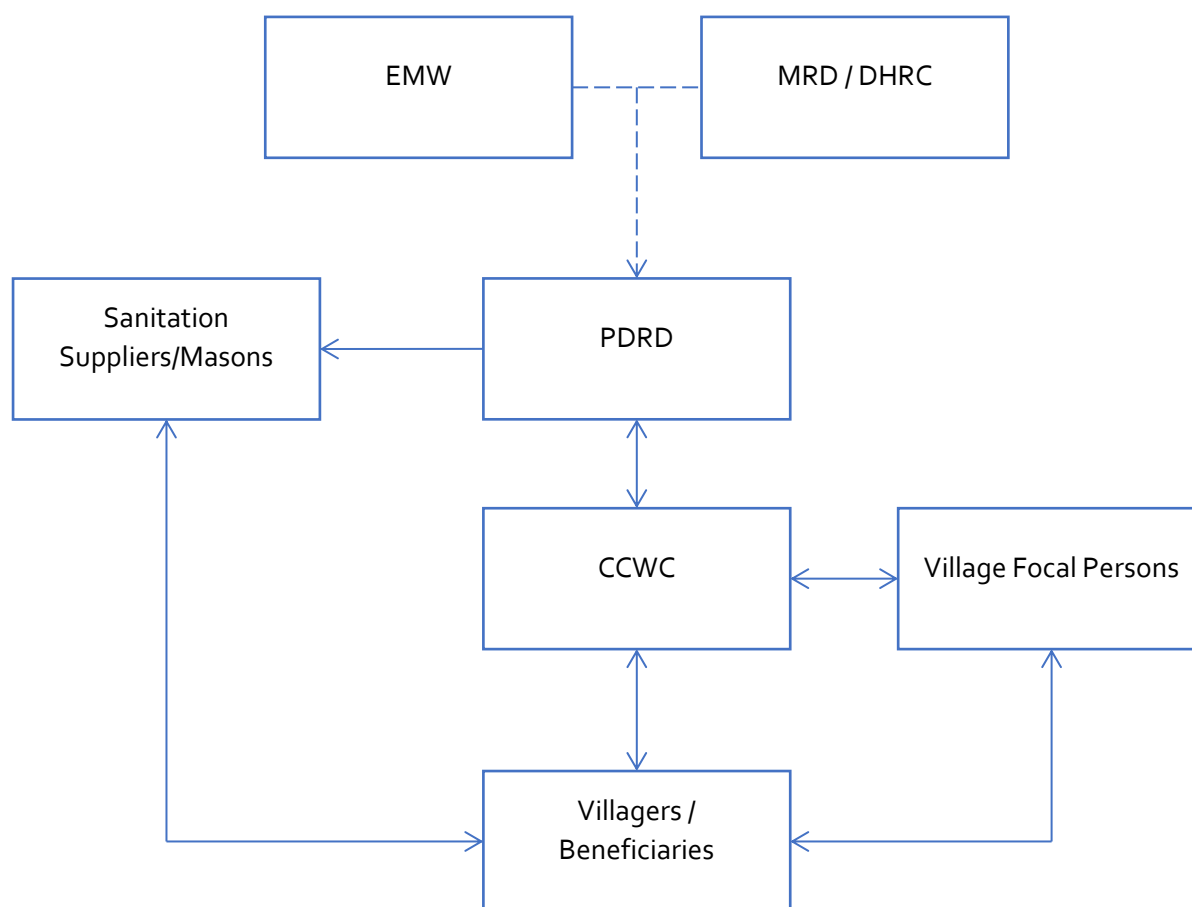 EMW
MRD / DHRC
Sanitation
Suppliers/Masons
PDRD
CCWC
Village Focal Persons
Villagers /
Beneficiaries